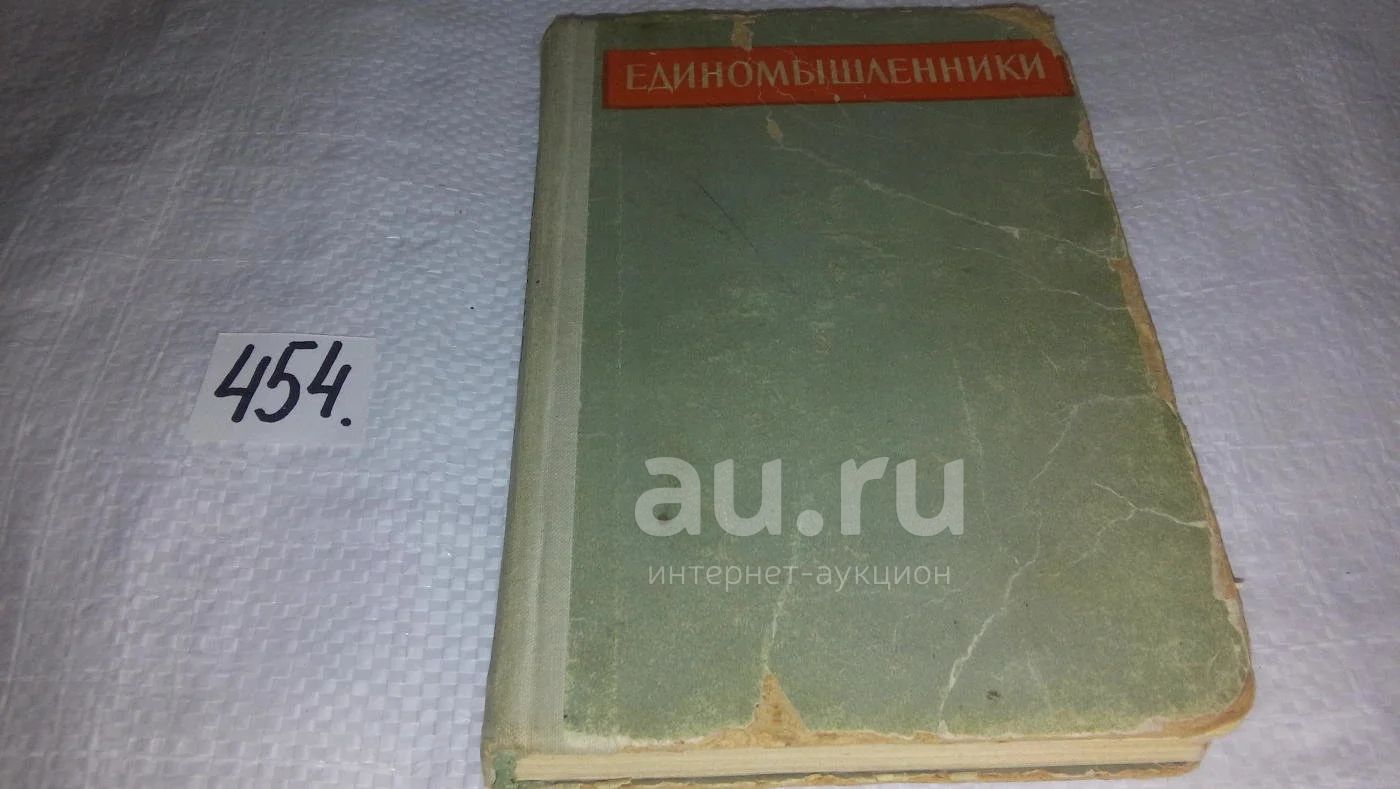 ЕДИНОМЫШЛЕННИКИ
454.
au.ru
интернет-аукцион